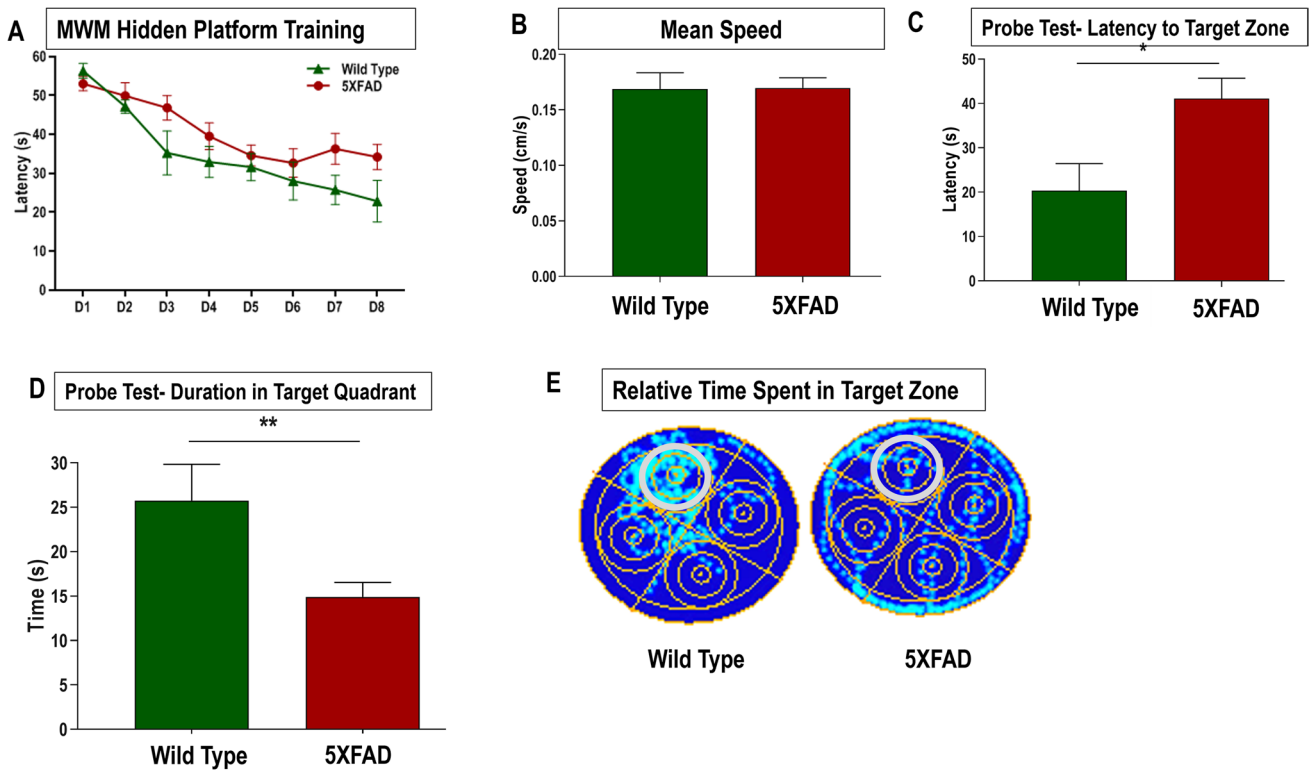 A
MWM Hidden Platform Training
60
50
40
30
20
10
0
Latency (s)
Wild Type
5XFAD
D1 D2 D3 D4 D5 D6 D7 D8
B
Mean Speed
0.20
0.15
0.10
0.05
0.00
Speed (cm/s)
Wild Type 5XFAD
C
Probe Test- Latency to Target Zone
*
50
40
30
20
10
0
Latency (s)
Wild Type 5XFAD
D
Probe Test- Duration in Target Quadrant
**
30
25
20
15
10
5
0
Time (s)
Wild Type 5XFAD
E
Relative Time Spent in Target Zone
Wild Type 5XFAD